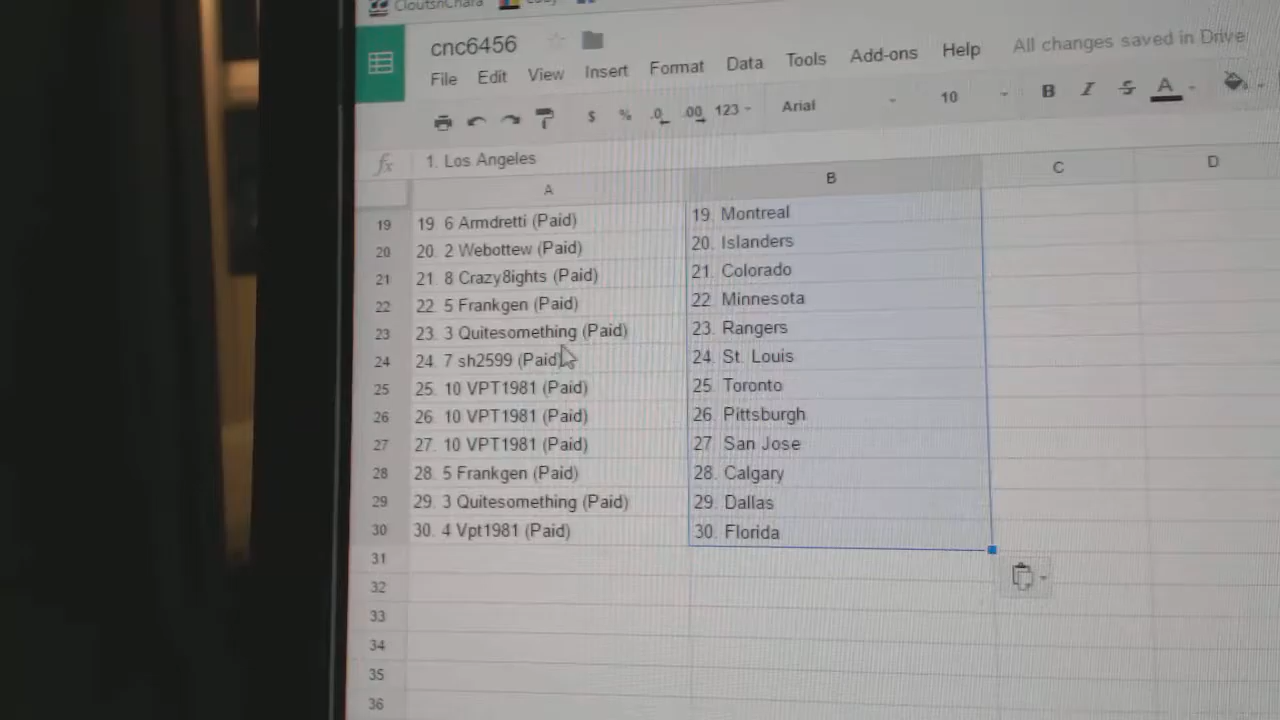 CloutsnChara
cnc6456
All changes saved in Drive
File Edit View Insert Format Data Tools Add-ons Help
$ % .0 .00 123 Arial 10 B I S A
fx 1. Los Angeles
A B C D
19 19 6 Armdretti (Paid) 19. Montreal
20 20. 2 Webottew (Paid) 20. Islanders
21 21 8 Crazy8ights (Paid) 21. Colorado
22 22. 5 Frankgen (Paid) 22. Minnesota
23 23. 3 Quitesomething (Paid) 23. Rangers
24 24. 7 sh2599 (Paid) 24. St. Louis
25 25. 10 VPT1981 (Paid) 25. Toronto
26 26. 10 VPT1981 (Paid) 26. Pittsburgh
27 27. 10 VPT1981 (Paid) 27. San Jose
28 28. 5 Frankgen (Paid) 28. Calgary
29 29. 3 Quitesomething (Paid) 29. Dallas
30 30. 4 Vpt1981 (Paid) 30. Florida
31
32
33
34
35
36